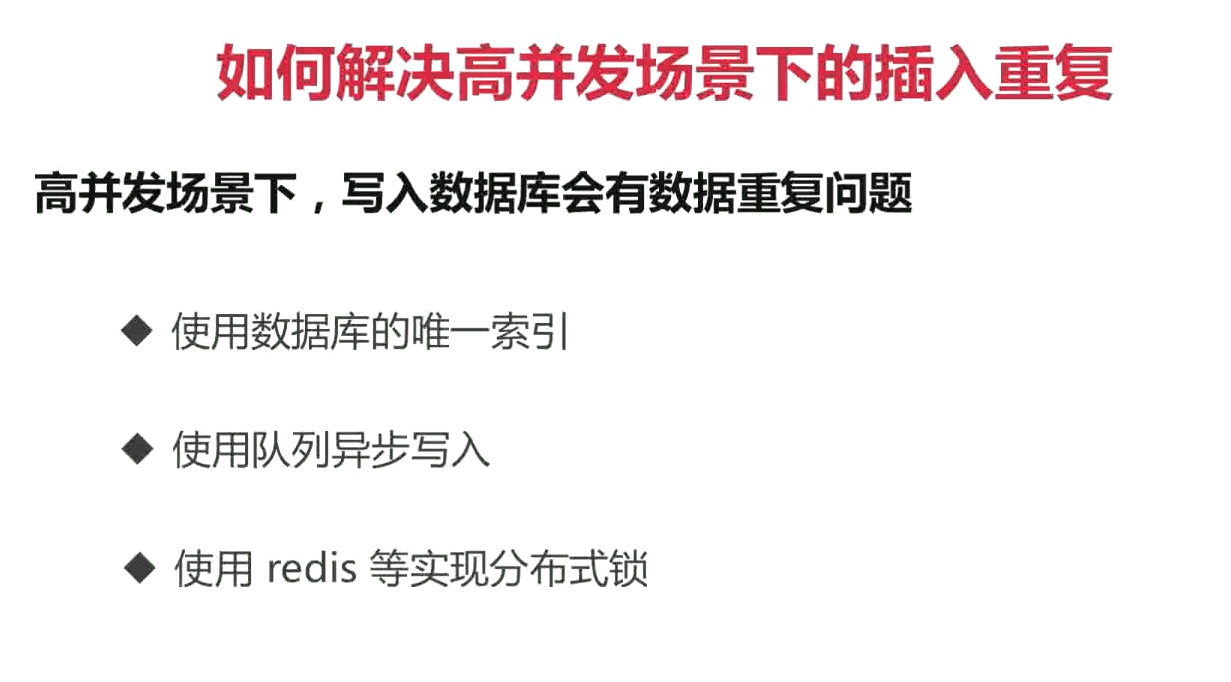 如何解决高并发场景下的插入重复
高并发场景下，写入数据库会有数据重复问题
◆ 使用数据库的唯一索引
◆ 使用队列异步写入
◆ 使用 redis 等实现分布式锁